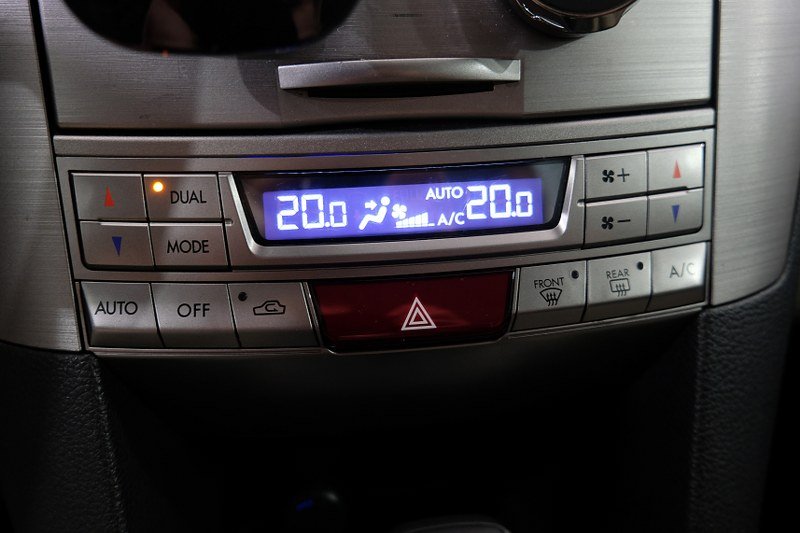 DUAL
MODE
20.0 AUTO 20.0
A/C
+
−
AUTO OFF
FRONT REAR A/C